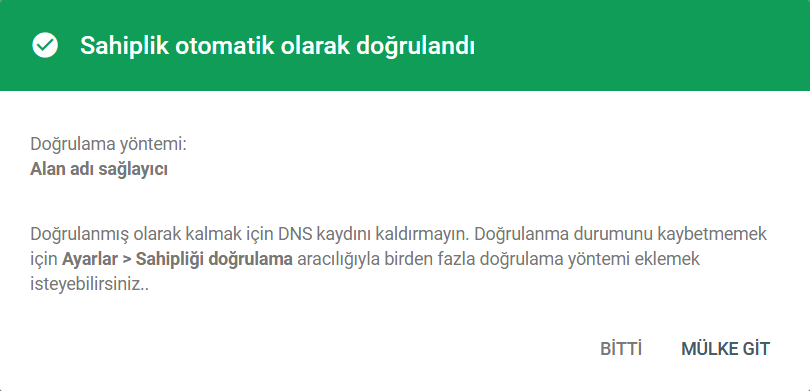 Sahiplik otomatik olarak doğrulandı
Doğrulama yöntemi:
Alan adı sağlayıcı
Doğrulanmış olarak kalmak için DNS kaydını kaldırmayın. Doğrulanma durumunu kaybetmemek
için Ayarlar > Sahipliği doğrulama aracılığıyla birden fazla doğrulama yöntemi eklemek
isteyebilirsiniz..
BİTTİ MÜLKE GİT